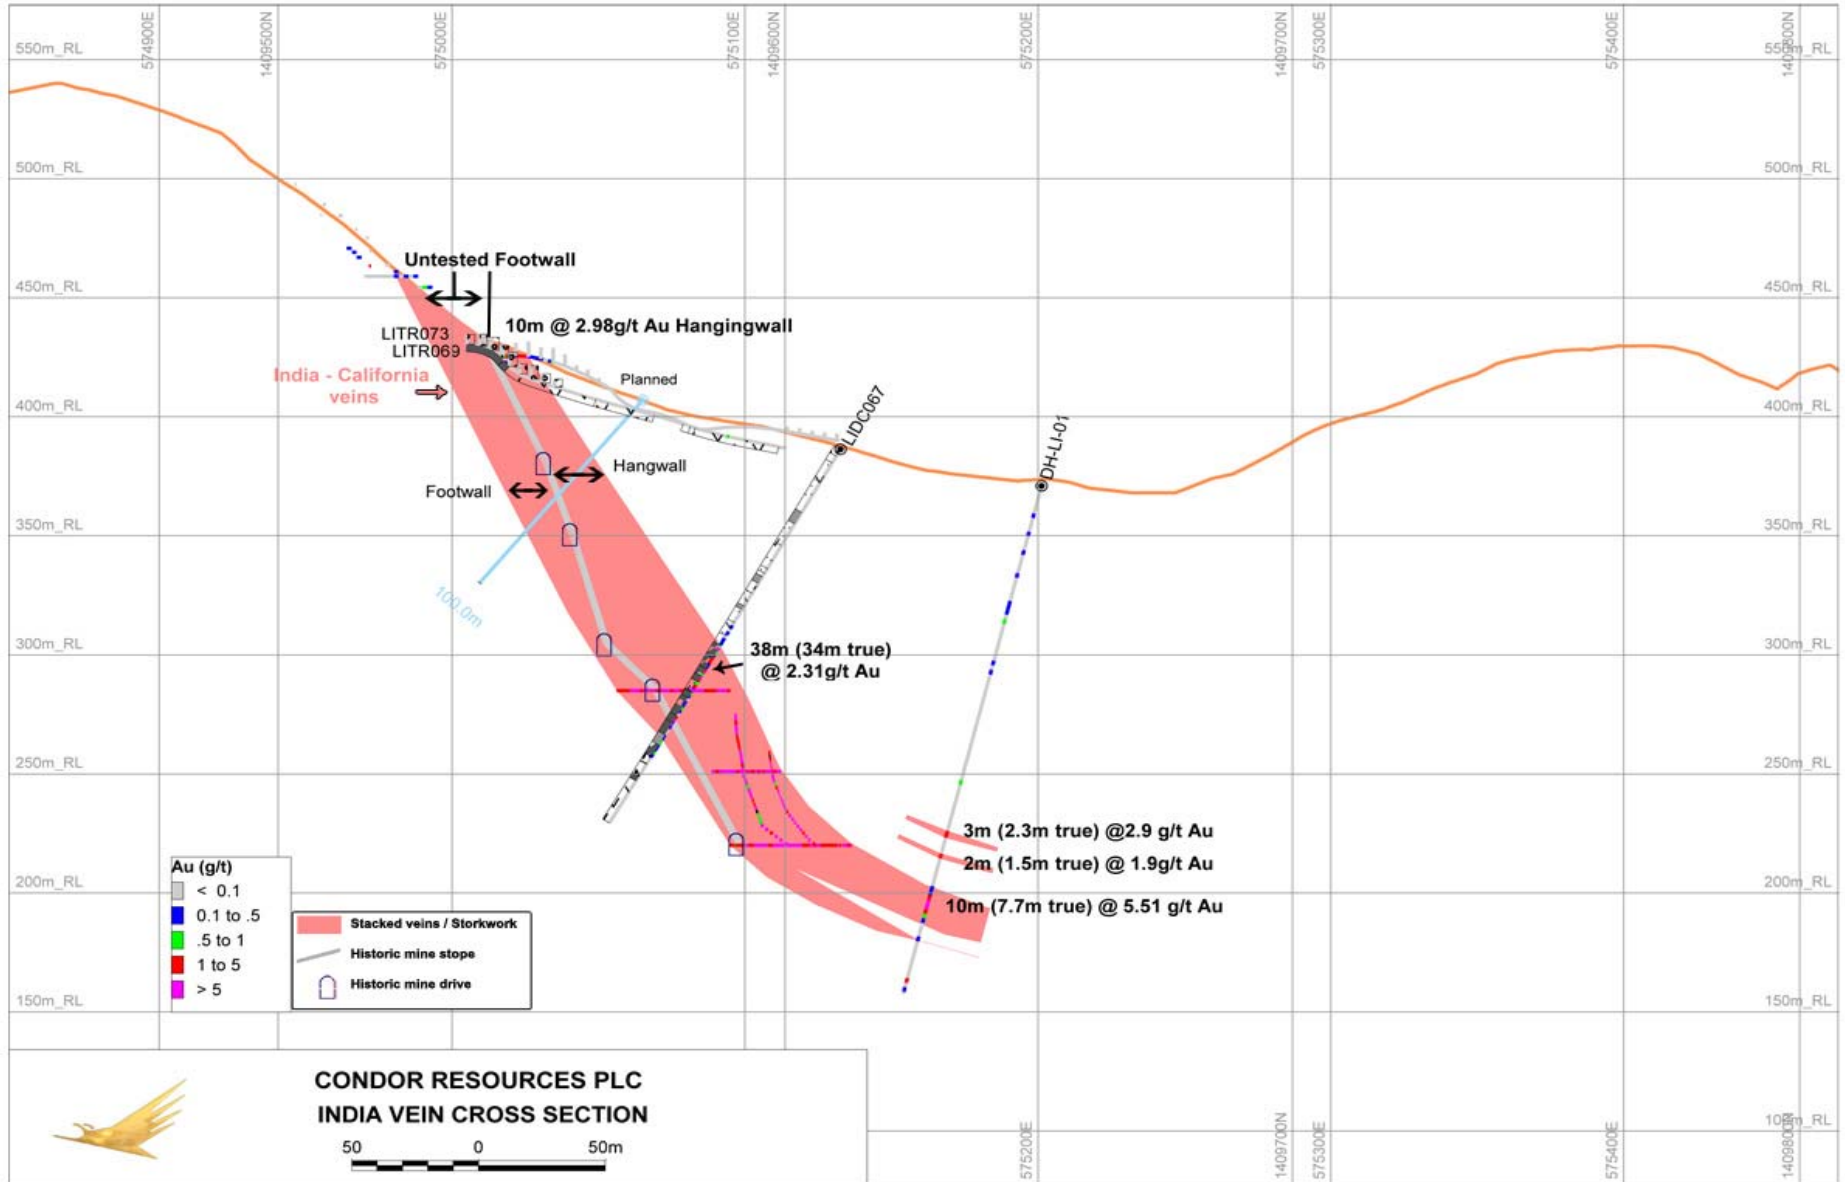 574900E
1409500N
575000E
575100E
1409600N
575200E
1409700N
575300E
575400E
1409800N
550m_RL
550m_RL
500m_RL
500m_RL
450m_RL
450m_RL
400m_RL
400m_RL
350m_RL
350m_RL
300m_RL
300m_RL
250m_RL
250m_RL
200m_RL
200m_RL
150m_RL
150m_RL
100m_RL
Untested Footwall
10m @ 2.98g/t Au Hangingwall
LITR073
LITR069
India - California
veins
Planned
LIDC067
DH-LI-01
Hangwall
Footwall
100.0m
38m (34m true)
@ 2.31g/t Au
3m (2.3m true) @2.9 g/t Au
2m (1.5m true) @ 1.9g/t Au
10m (7.7m true) @ 5.51 g/t Au
Au (g/t)
< 0.1
0.1 to .5
.5 to 1
1 to 5
> 5
Stacked veins / Storkwork
Historic mine stope
Historic mine drive
CONDOR RESOURCES PLC
INDIA VEIN CROSS SECTION
50 0 50m
575200E
1409700N
575300E
575400E
1409800N